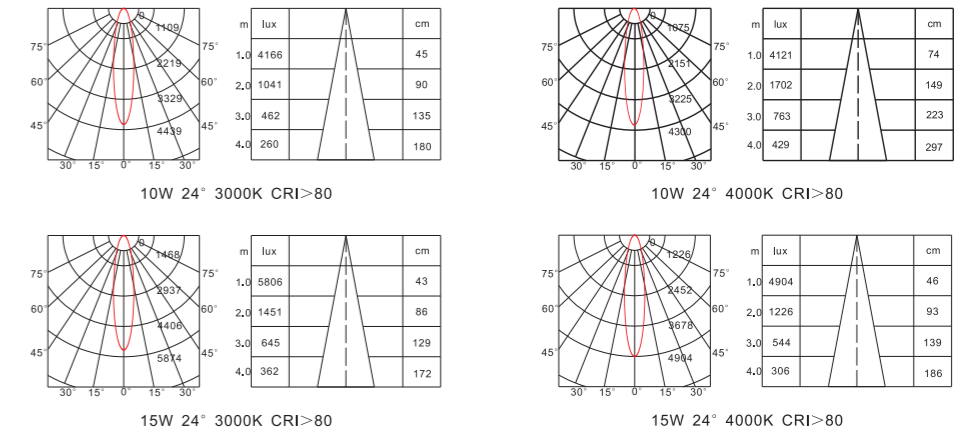 0
1109
2219
3329
4439
75° 75°
60° 60°
45° 45°
30° 15° 0° 15° 30°
m lux cm
1.0 4166 45
2.0 1041 90
3.0 462 135
4.0 260 180
10W 24° 3000K CRI>80
0
1075
2151
3225
4300
75° 75°
60° 60°
45° 45°
30° 15° 0° 15° 30°
m lux cm
1.0 4121 74
2.0 1702 149
3.0 763 223
4.0 429 297
10W 24° 4000K CRI>80
0
1468
2937
4406
5874
75° 75°
60° 60°
45° 45°
30° 15° 0° 15° 30°
m lux cm
1.0 5806 43
2.0 1451 86
3.0 645 129
4.0 362 172
15W 24° 3000K CRI>80
0
1226
2452
3678
4904
75° 75°
60° 60°
45° 45°
30° 15° 0° 15° 30°
m lux cm
1.0 4904 46
2.0 1226 93
3.0 544 139
4.0 306 186
15W 24° 4000K CRI>80